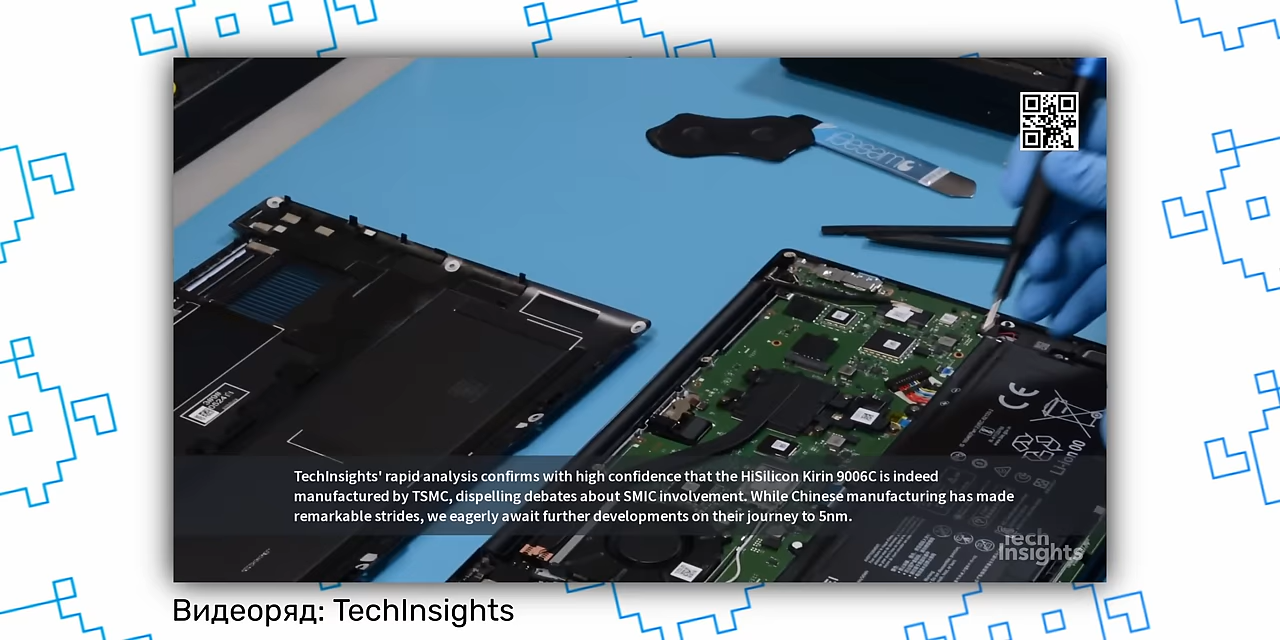 TechInsights' rapid analysis confirms with high confidence that the HiSilicon Kirin 9006C is indeed
manufactured by TSMC, dispelling debates about SMIC involvement. While Chinese manufacturing has made
remarkable strides, we eagerly await further developments on their journey to 5nm.
Tech
Insights
Видеоряд: TechInsights